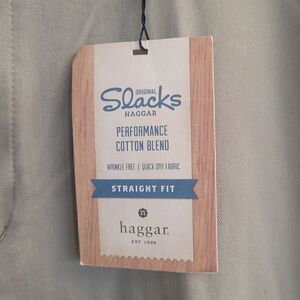 ORIGINAL
Slacks
HAGGAR
PERFORMANCE
COTTON BLEND
WRINKLE FREE | QUICK DRY FABRIC
STRAIGHT FIT
haggar.
EST 1926